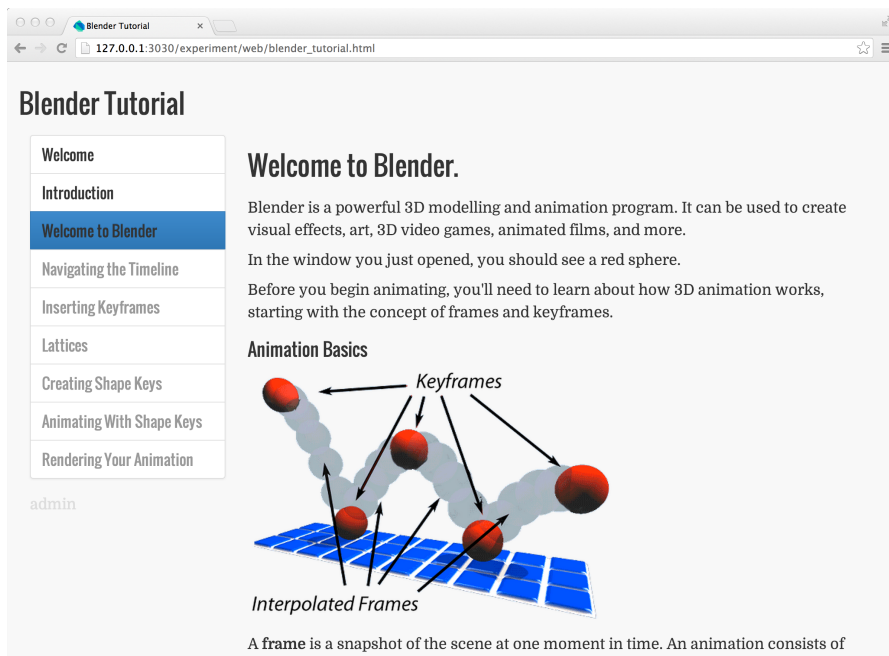 Blender Tutorial
127.0.0.1:3030/experiment/web/blender_tutorial.html
Blender Tutorial
Welcome
Introduction
Welcome to Blender
Navigating the Timeline
Inserting Keyframes
Lattices
Creating Shape Keys
Animating With Shape Keys
Rendering Your Animation
admin
Welcome to Blender.
Blender is a powerful 3D modelling and animation program. It can be used to create
visual effects, art, 3D video games, animated films, and more.
In the window you just opened, you should see a red sphere.
Before you begin animating, you'll need to learn about how 3D animation works,
starting with the concept of frames and keyframes.
Animation Basics
Keyframes
Interpolated Frames
A frame is a snapshot of the scene at one moment in time. An animation consists of